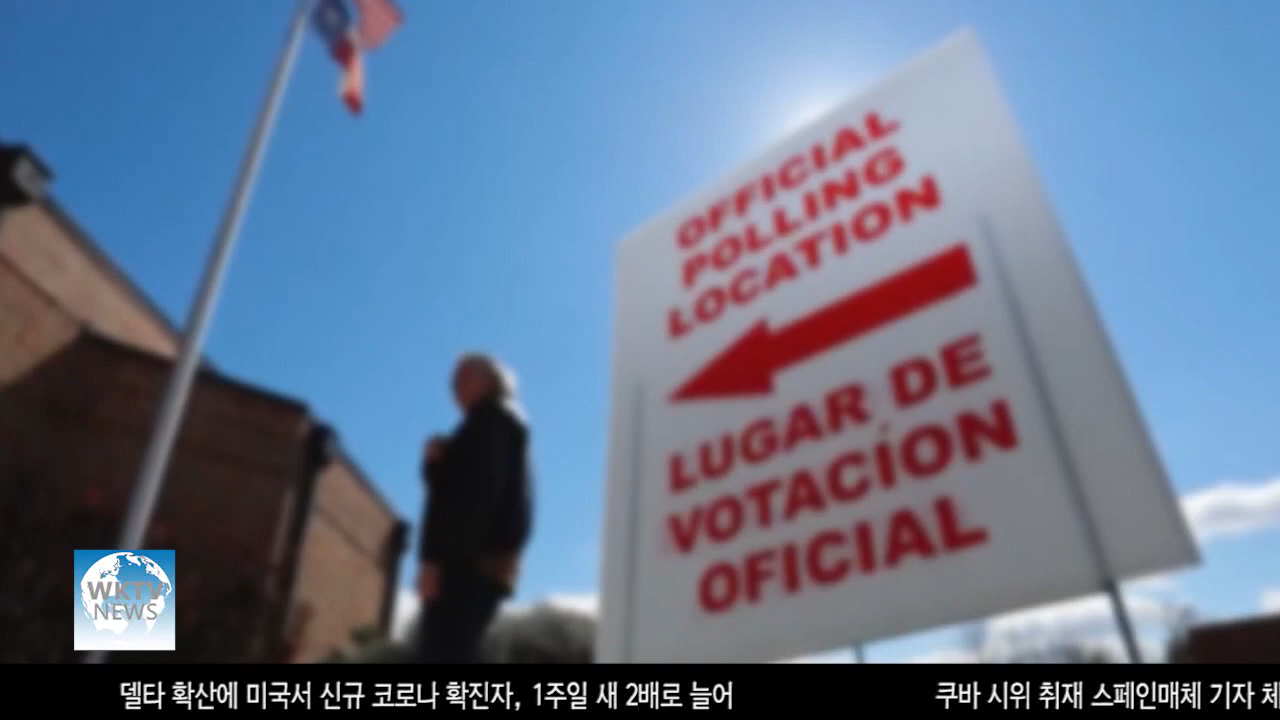 OFFICIAL
POLLING
LOCATION
LUGAR DE
VOTACÍON
OFICIAL
WKTV
NEWS
델타 확산에 미국서 신규 코로나 확진자, 1주일 새 2배로 늘어
쿠바 시위 취재 스페인매체 기자 체